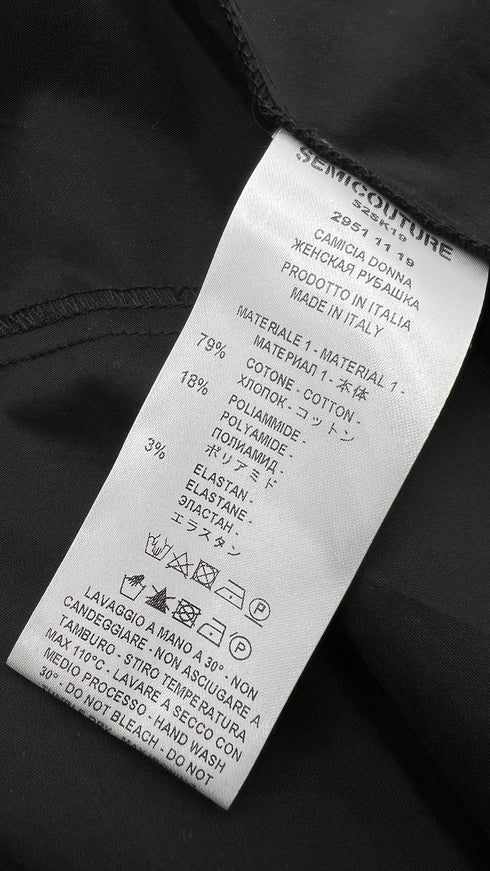 SEMICOUTURE
S2SK19
2951 11 19
CAMICIA DONNA
ЖЕНСКАЯ РУБАШКА
PRODOTTO IN ITALIA
MADE IN ITALY
MATERIALE 1 - MATERIAL 1 -
МАТЕРИАЛ 1 - 本体
79% COTONE - COTTON -
ХЛОПОК - コットン
18% POLIAMMIDE -
POLYAMIDE -
ПОЛИАМИД -
ポリアミド
3% ELASTAN -
ELASTANE -
ЭЛАСТАН -
エラスタン
P
P
LAVAGGIO A MANO A 30° - NON
CANDEGGIARE - NON ASCIUGARE A
TAMBURO - STIRO TEMPERATURA
MAX 110°C - LAVARE A SECCO CON
MEDIO PROCESSO - HAND WASH
30° - DO NOT BLEACH - DO NOT